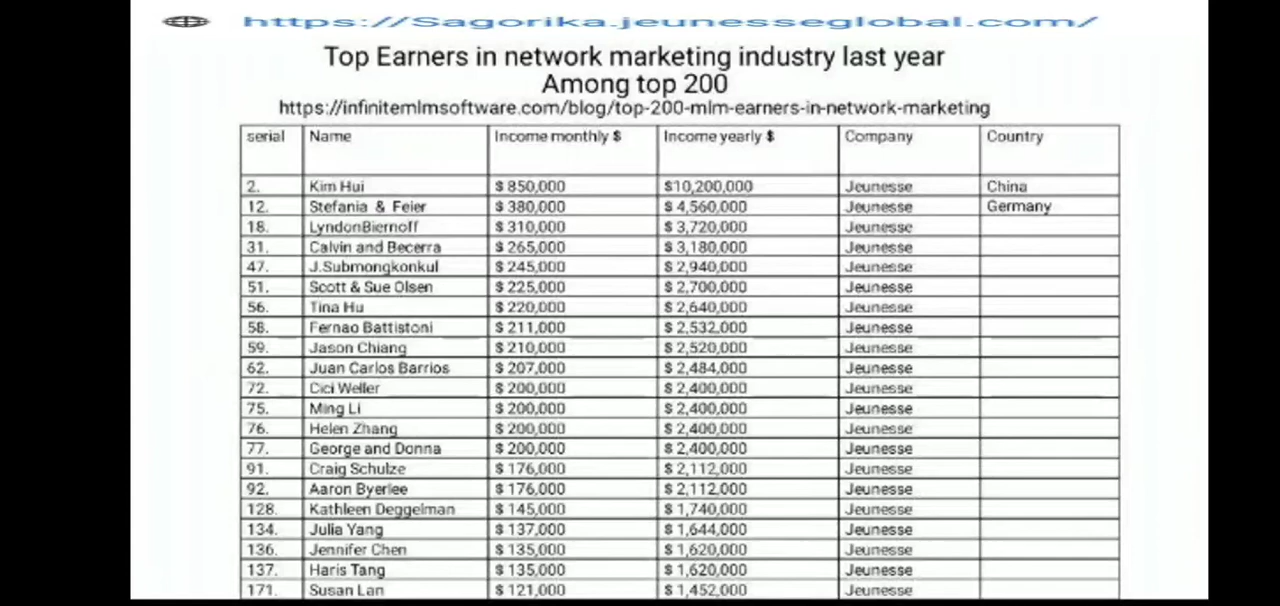 https://Sagorika.jeunesseglobal.com/
Top Earners in network marketing industry last year
Among top 200
https://infinitemlmsoftware.com/blog/top-200-mlm-earners-in-network-marketing
serial Name Income monthly $ Income yearly $ Company Country
2. Kim Hui $ 850,000 $10,200,000 Jeunesse China
12. Stefania & Feier $ 380,000 $ 4,560,000 Jeunesse Germany
18. LyndonBiernoff $ 310,000 $ 3,720,000 Jeunesse
31. Calvin and Becerra $ 265,000 $ 3,180,000 Jeunesse
47. J.Submongkonkul $ 245,000 $ 2,940,000 Jeunesse
51. Scott & Sue Olsen $ 225,000 $ 2,700,000 Jeunesse
56. Tina Hu $ 220,000 $ 2,640,000 Jeunesse
58. Fernao Battistoni $ 211,000 $ 2,532,000 Jeunesse
59. Jason Chiang $ 210,000 $ 2,520,000 Jeunesse
62. Juan Carlos Barrios $ 207,000 $ 2,484,000 Jeunesse
72. Cici Weller $ 200,000 $ 2,400,000 Jeunesse
75. Ming Li $ 200,000 $ 2,400,000 Jeunesse
76. Helen Zhang $ 200,000 $ 2,400,000 Jeunesse
77. George and Donna $ 200,000 $ 2,400,000 Jeunesse
91. Craig Schulze $ 176,000 $ 2,112,000 Jeunesse
92. Aaron Byerlee $ 176,000 $ 2,112,000 Jeunesse
128. Kathleen Deggelman $ 145,000 $ 1,740,000 Jeunesse
134. Julia Yang $ 137,000 $ 1,644,000 Jeunesse
136. Jennifer Chen $ 135,000 $ 1,620,000 Jeunesse
137. Haris Tang $ 135,000 $ 1,620,000 Jeunesse
171. Susan Lan $ 121,000 $ 1,452,000 Jeunesse